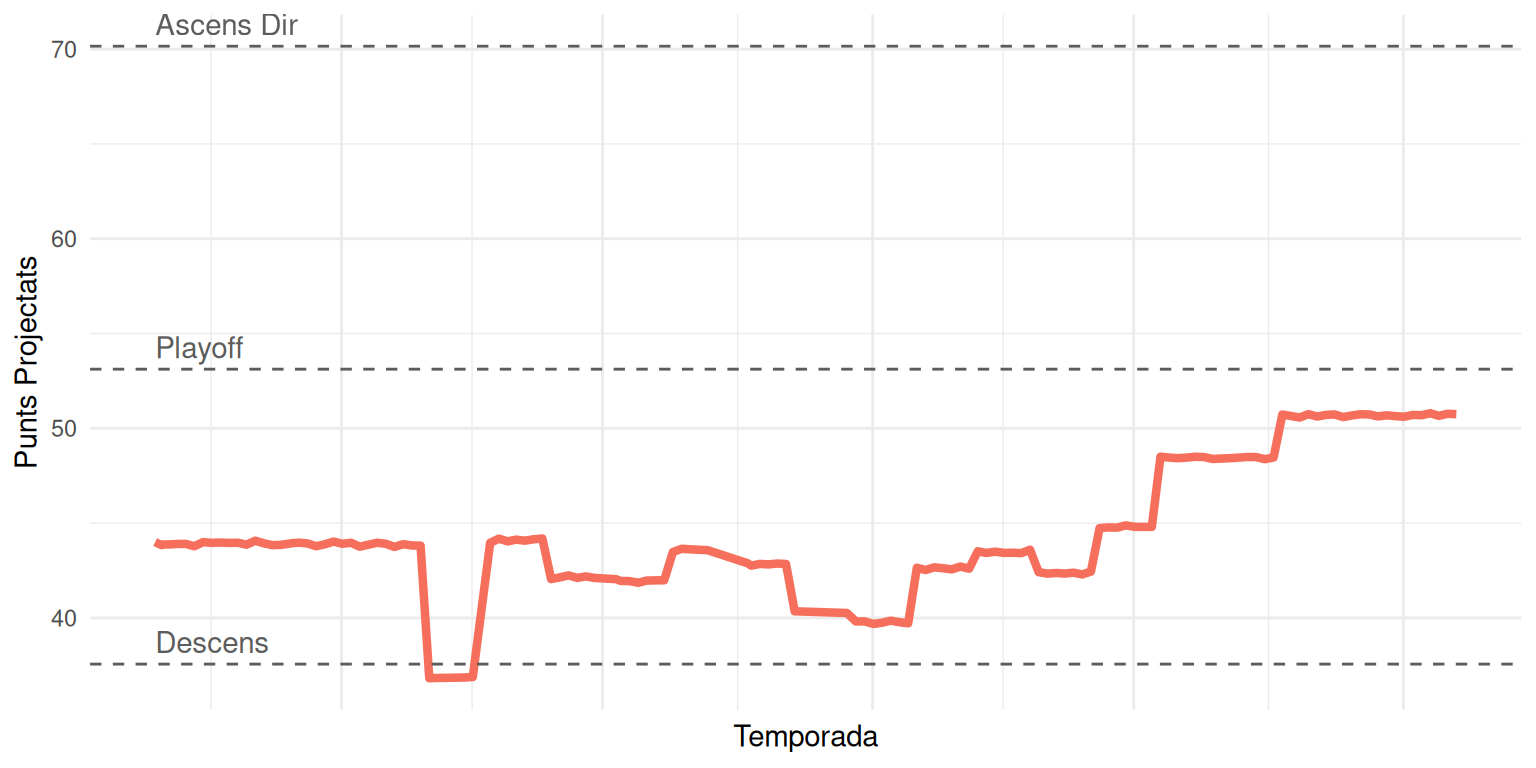 Ascens Dir
70
60
Playoff
50
40
Descens
Punts Projectats
Temporada